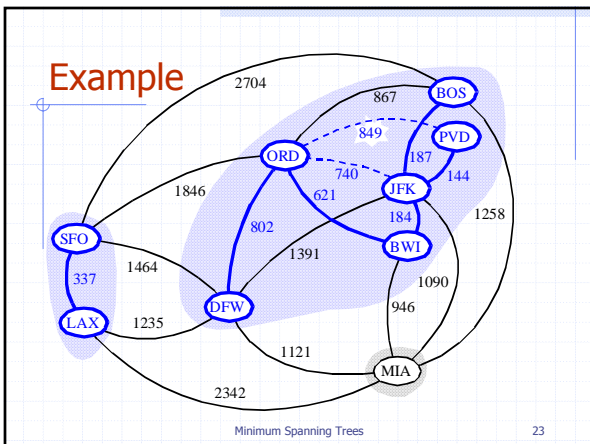 Example
2704
BOS
867
PVD
849
ORD
187
740
144
1846
JFK
621
184
1258
802
SFO
BWI
1464
1391
337
1090
DFW
946
LAX
1235
1121
MIA
2342
Minimum Spanning Trees
23